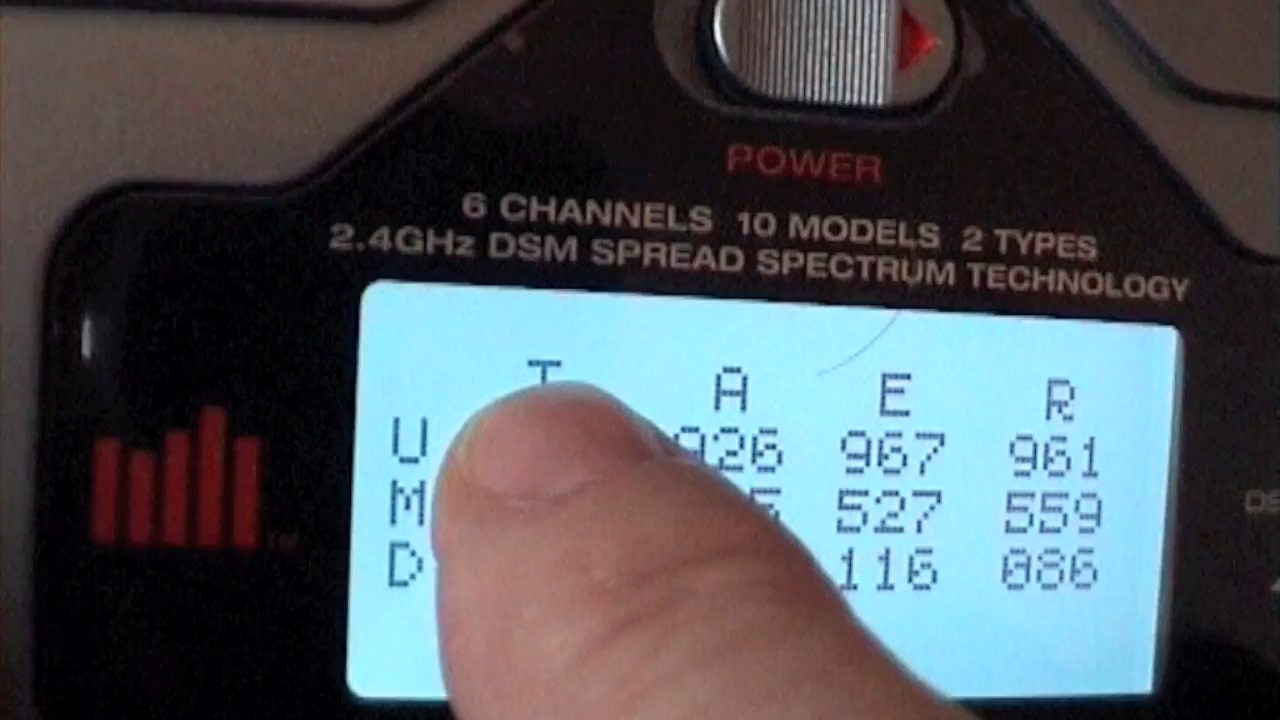 POWER
6 CHANNELS 10 MODELS 2 TYPES
2.4GHz DSM SPREAD SPECTRUM TECHNOLOGY
T A E R
U 926 967 961
M 527 559
D 116 086